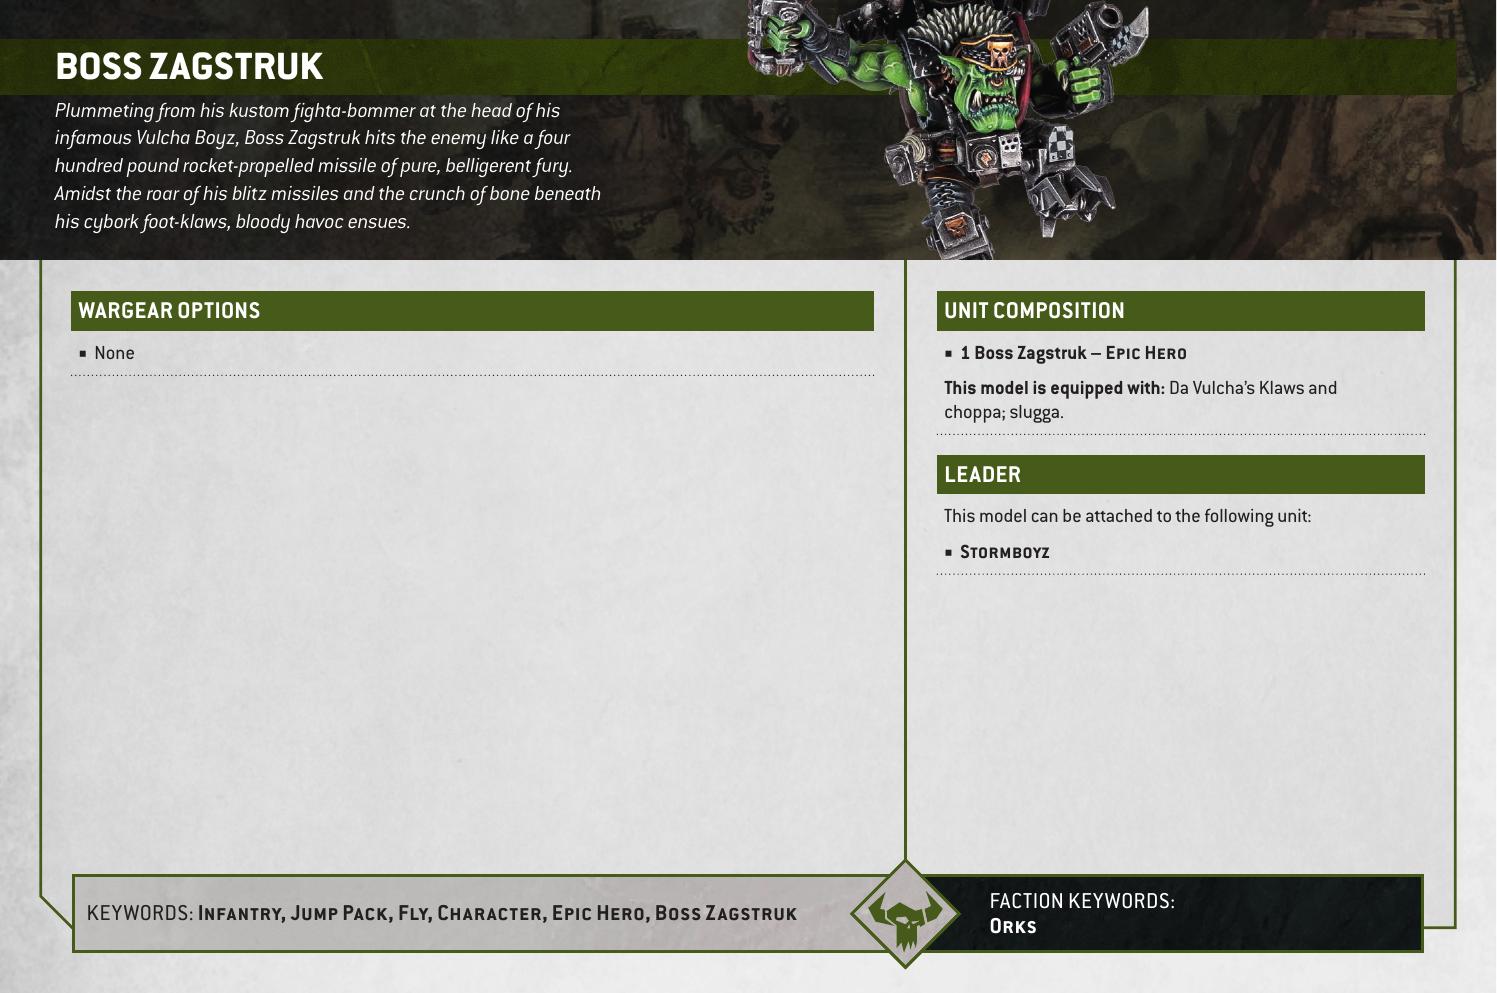 BOSS ZAGSTRUK
Plummeting from his kustom fighta-bommer at the head of his
infamous Vulcha Boyz, Boss Zagstruk hits the enemy like a four
hundred pound rocket-propelled missile of pure, belligerent fury.
Amidst the roar of his blitz missiles and the crunch of bone beneath
his cybork foot-klaws, bloody havoc ensues.
WARGEAR OPTIONS
▪ None
UNIT COMPOSITION
▪ 1 Boss Zagstruk – Epic Hero
This model is equipped with: Da Vulcha’s Klaws and
choppa; slugga.
LEADER
This model can be attached to the following unit:
▪ Stormboyz
KEYWORDS: Infantry, Jump Pack, Fly, Character, Epic Hero, Boss Zagstruk
FACTION KEYWORDS:
Orks